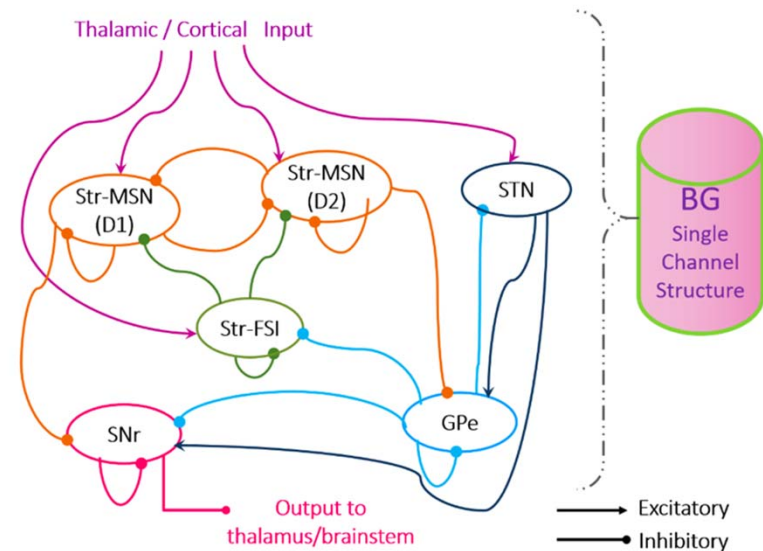 Thalamic / Cortical Input
Str-MSN
(D1)
Str-MSN
(D2)
STN
BG
Single
Channel
Structure
Str-FSI
SNr
GPe
Output to
thalamus/brainstem
Excitatory
Inhibitory